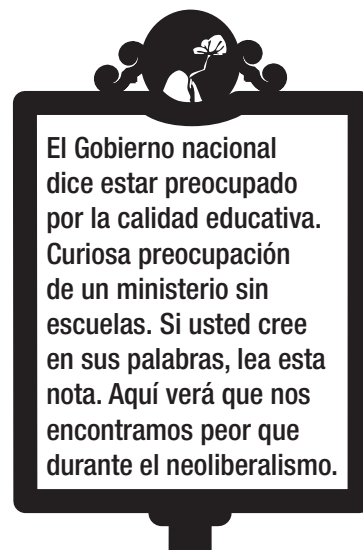 El Gobierno nacional
dice estar preocupado
por la calidad educativa.
Curiosa preocupación
de un ministerio sin
escuelas. Si usted cree
en sus palabras, lea esta
nota. Aquí verá que nos
encontramos peor que
durante el neoliberalismo.